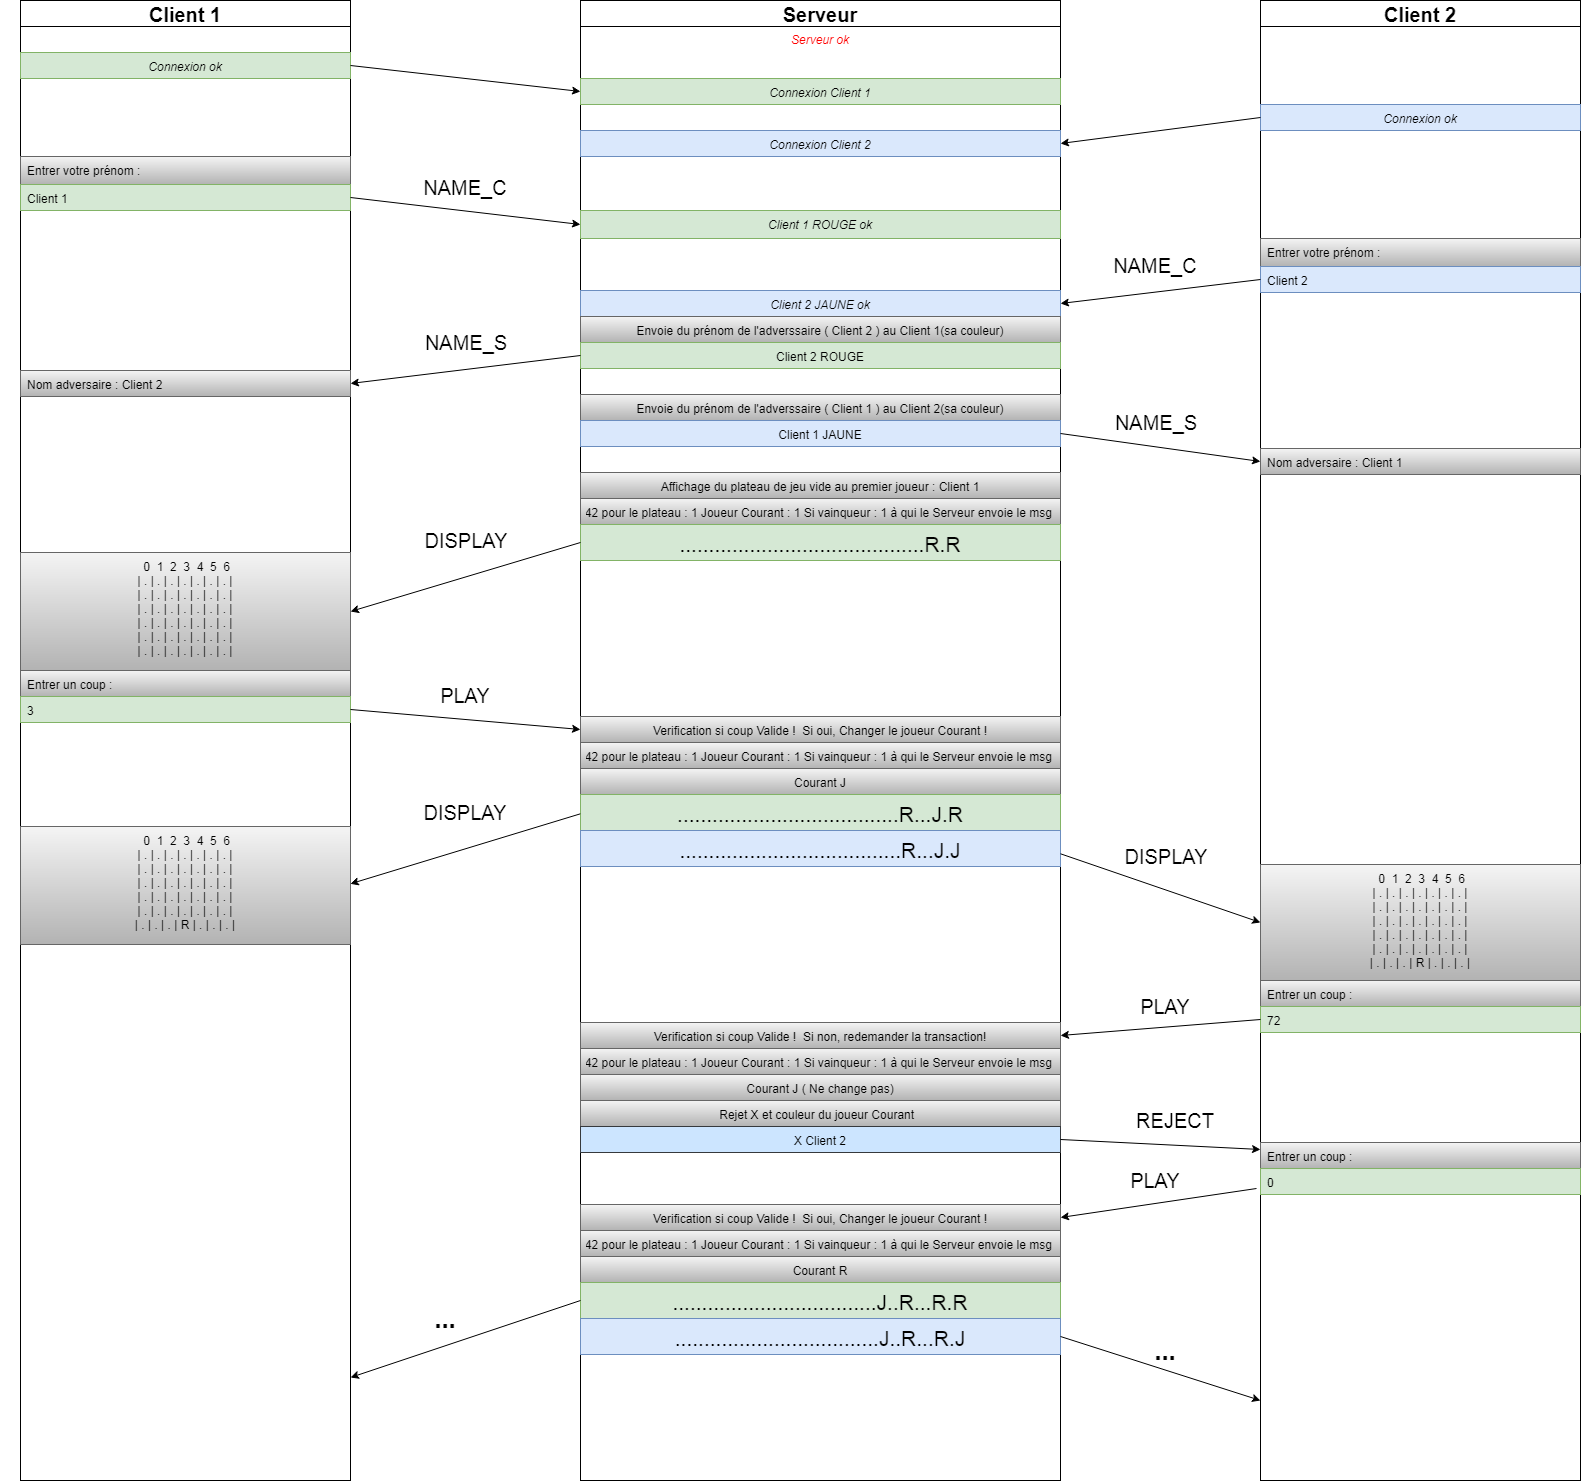 Client 1
Serveur
Client 2
Serveur ok
Connexion ok
Connexion Client 1
Connexion ok
Connexion Client 2
Entrer votre prénom :
Client 1
NAME_C
Client 1 ROUGE ok
Entrer votre prénom :
NAME_C
Client 2
Client 2 JAUNE ok
Envoie du prénom de l'adverssaire ( Client 2 ) au Client 1(sa couleur)
NAME_S
Client 2 ROUGE
Nom adversaire : Client 2
Envoie du prénom de l'adverssaire ( Client 1 ) au Client 2(sa couleur)
NAME_S
Client 1 JAUNE
Nom adversaire : Client 1
Affichage du plateau de jeu vide au premier joueur : Client 1
42 pour le plateau : 1 Joueur Courant : 1 Si vainqueur : 1 à qui le Serveur envoie le msg
DISPLAY
..........................................R.R
0 1 2 3 4 5 6
|.|.|.|.|.|.|.|
|.|.|.|.|.|.|.|
|.|.|.|.|.|.|.|
|.|.|.|.|.|.|.|
|.|.|.|.|.|.|.|
|.|.|.|.|.|.|.|
Entrer un coup :
3
PLAY
Verification si coup Valide ! Si oui, Changer le joueur Courant !
42 pour le plateau : 1 Joueur Courant : 1 Si vainqueur : 1 à qui le Serveur envoie le msg
Courant J
DISPLAY
......................................R...J.R
......................................R...J.J
0 1 2 3 4 5 6
|.|.|.|.|.|.|.|
|.|.|.|.|.|.|.|
|.|.|.|.|.|.|.|
|.|.|.|.|.|.|.|
|.|.|.|.|.|.|.|
|.|.|.|R|.|.|.|
DISPLAY
0 1 2 3 4 5 6
|.|.|.|.|.|.|.|
|.|.|.|.|.|.|.|
|.|.|.|.|.|.|.|
|.|.|.|.|.|.|.|
|.|.|.|.|.|.|.|
|.|.|.|R|.|.|.|
Entrer un coup :
72
PLAY
Verification si coup Valide ! Si non, redemander la transaction!
42 pour le plateau : 1 Joueur Courant : 1 Si vainqueur : 1 à qui le Serveur envoie le msg
Courant J ( Ne change pas)
Rejet X et couleur du joueur Courant
X Client 2
REJECT
Entrer un coup :
0
PLAY
Verification si coup Valide ! Si oui, Changer le joueur Courant !
42 pour le plateau : 1 Joueur Courant : 1 Si vainqueur : 1 à qui le Serveur envoie le msg
Courant R
...................................J..R...R.R
...
...................................J..R...R.J
...